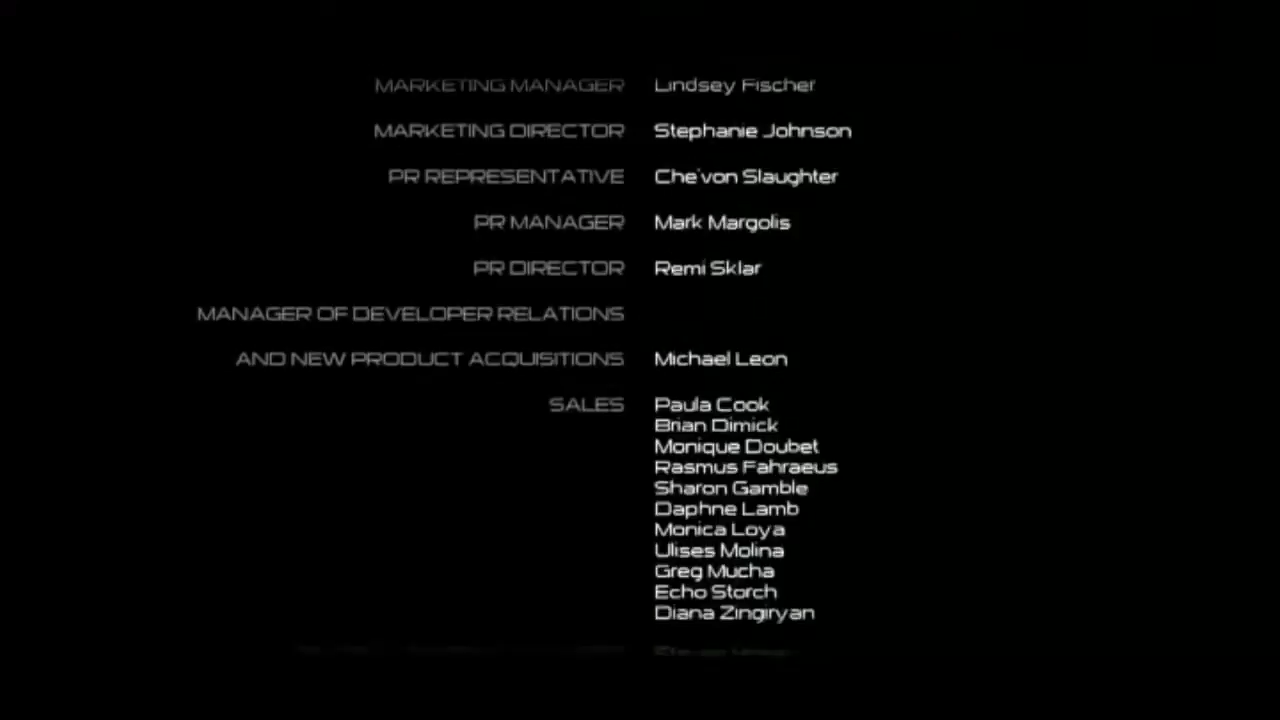 MARKETING MANAGER Lindsey Fischer
MARKETING DIRECTOR Stephanie Johnson
PR REPRESENTATIVE Che'von Slaughter
PR MANAGER Mark Margolis
PR DIRECTOR Remi Sklar
MANAGER OF DEVELOPER RELATIONS
AND NEW PRODUCT ACQUISITIONS Michael Leon
SALES Paula Cook
Brian Dimick
Monique Doubet
Rasmus Fahraeus
Sharon Gamble
Daphne Lamb
Monica Loya
Ulises Molina
Greg Mucha
Echo Storch
Diana Zingiryan